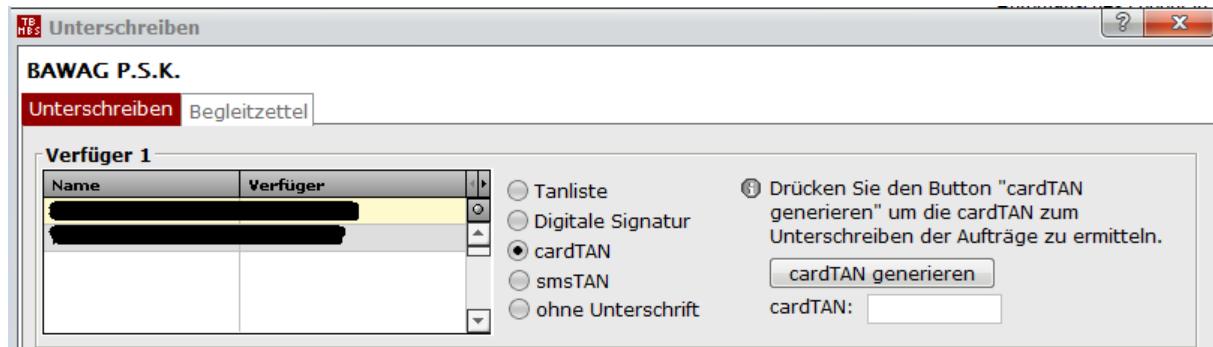 TB
MBS
Unterschreiben
?
X
BAWAG P.S.K.
Unterschreiben
Begleitzettel
Verfüger 1
Name
Verfüger
Tanliste
Digitale Signatur
cardTAN
smsTAN
ohne Unterschrift
Drücken Sie den Button "cardTAN
generieren" um die cardTAN zum
Unterschreiben der Aufträge zu ermitteln.
cardTAN generieren
cardTAN: